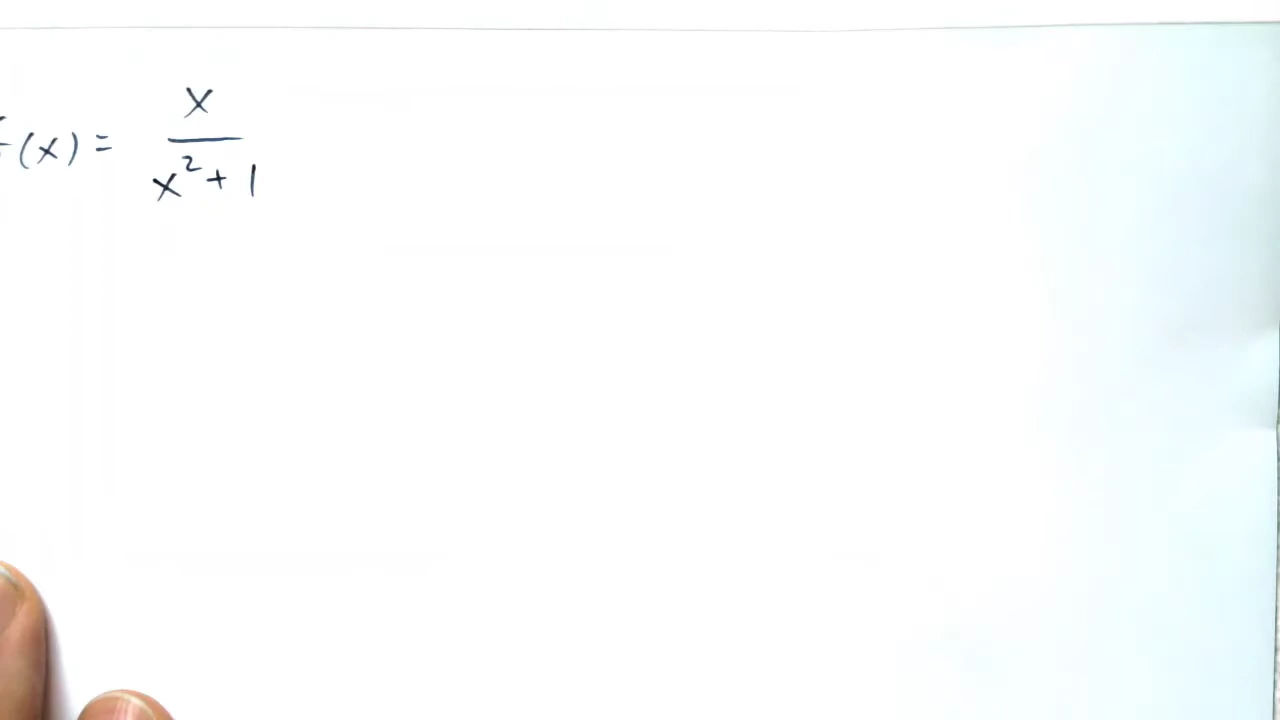 f(x) = x / (x² + 1)